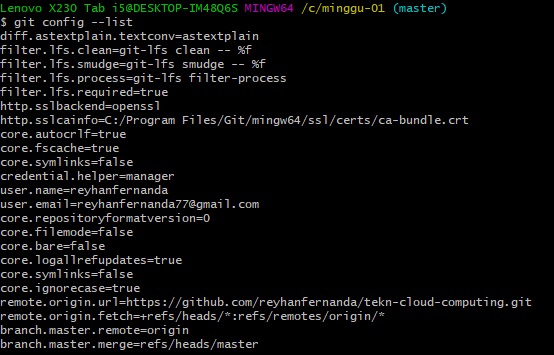 Lenovo X230 Tab i5@DESKTOP-IM48Q6S MINGW64 /c/minggu-01 (master)
$ git config --list
diff.astextplain.textconv=astextplain
filter.lfs.clean=git-lfs clean -- %f
filter.lfs.smudge=git-lfs smudge -- %f
filter.lfs.process=git-lfs filter-process
filter.lfs.required=true
http.sslbackend=openssl
http.sslcainfo=C:/Program Files/Git/mingw64/ssl/certs/ca-bundle.crt
core.autocrlf=true
core.fscache=true
core.symlinks=false
credential.helper=manager
user.name=reyhanfernanda
user.email=reyhanfernanda77@gmail.com
core.repositoryformatversion=0
core.filemode=false
core.bare=false
core.logallrefupdates=true
core.symlinks=false
core.ignorecase=true
remote.origin.url=https://github.com/reyhanfernanda/tekn-cloud-computing.git
remote.origin.fetch=+refs/heads/*:refs/remotes/origin/*
branch.master.remote=origin
branch.master.merge=refs/heads/master